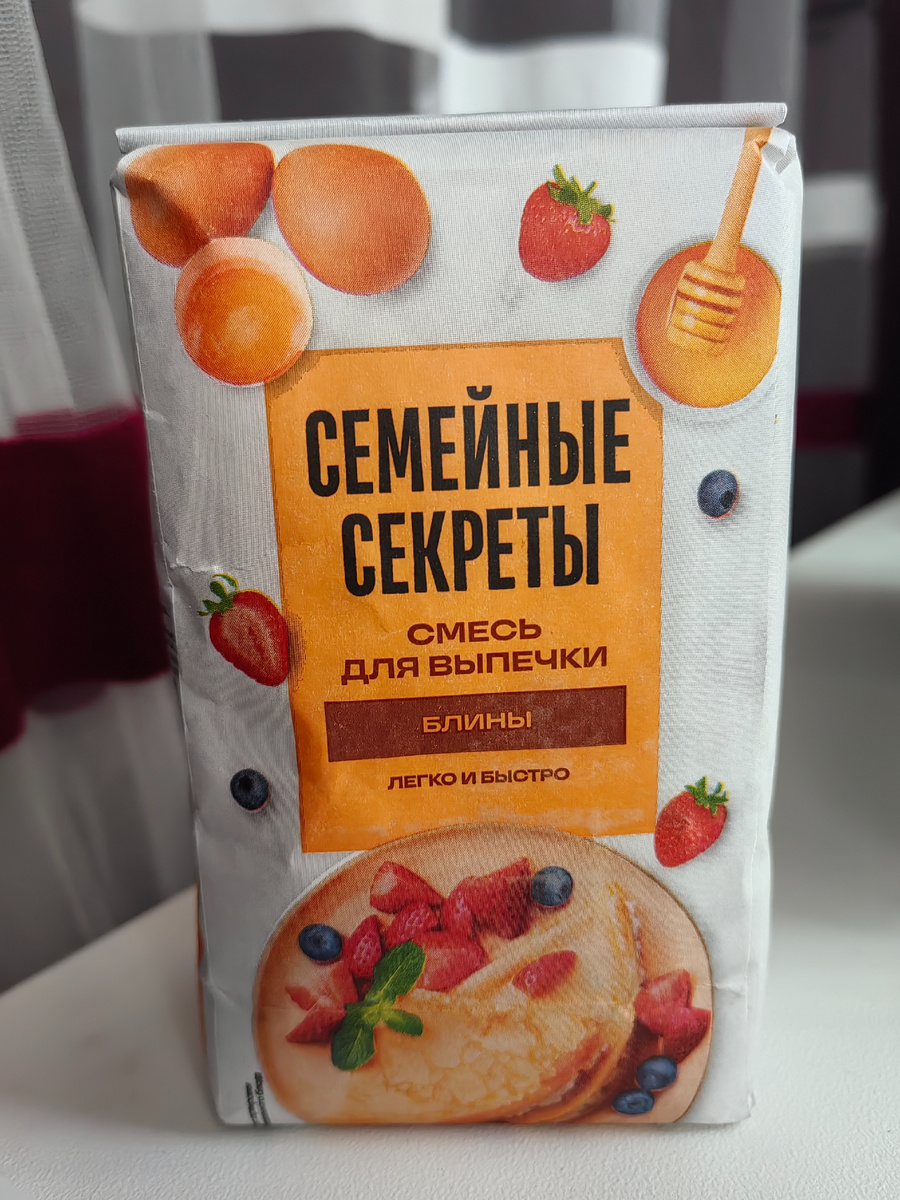 СЕМЕЙНЫЕ
СЕКРЕТЫ
СМЕСЬ
ДЛЯ ВЫПЕЧКИ
БЛИНЫ
ЛЕГКО И БЫСТРО